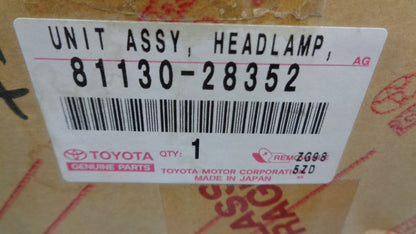 UNIT ASSY, HEADLAMP,
AG
81130-28352
TOYOTA
GENUINE PARTS
QTY: 1
ZG98
5ZD
TOYOTA MOTOR CORPORATION
MADE IN JAPAN